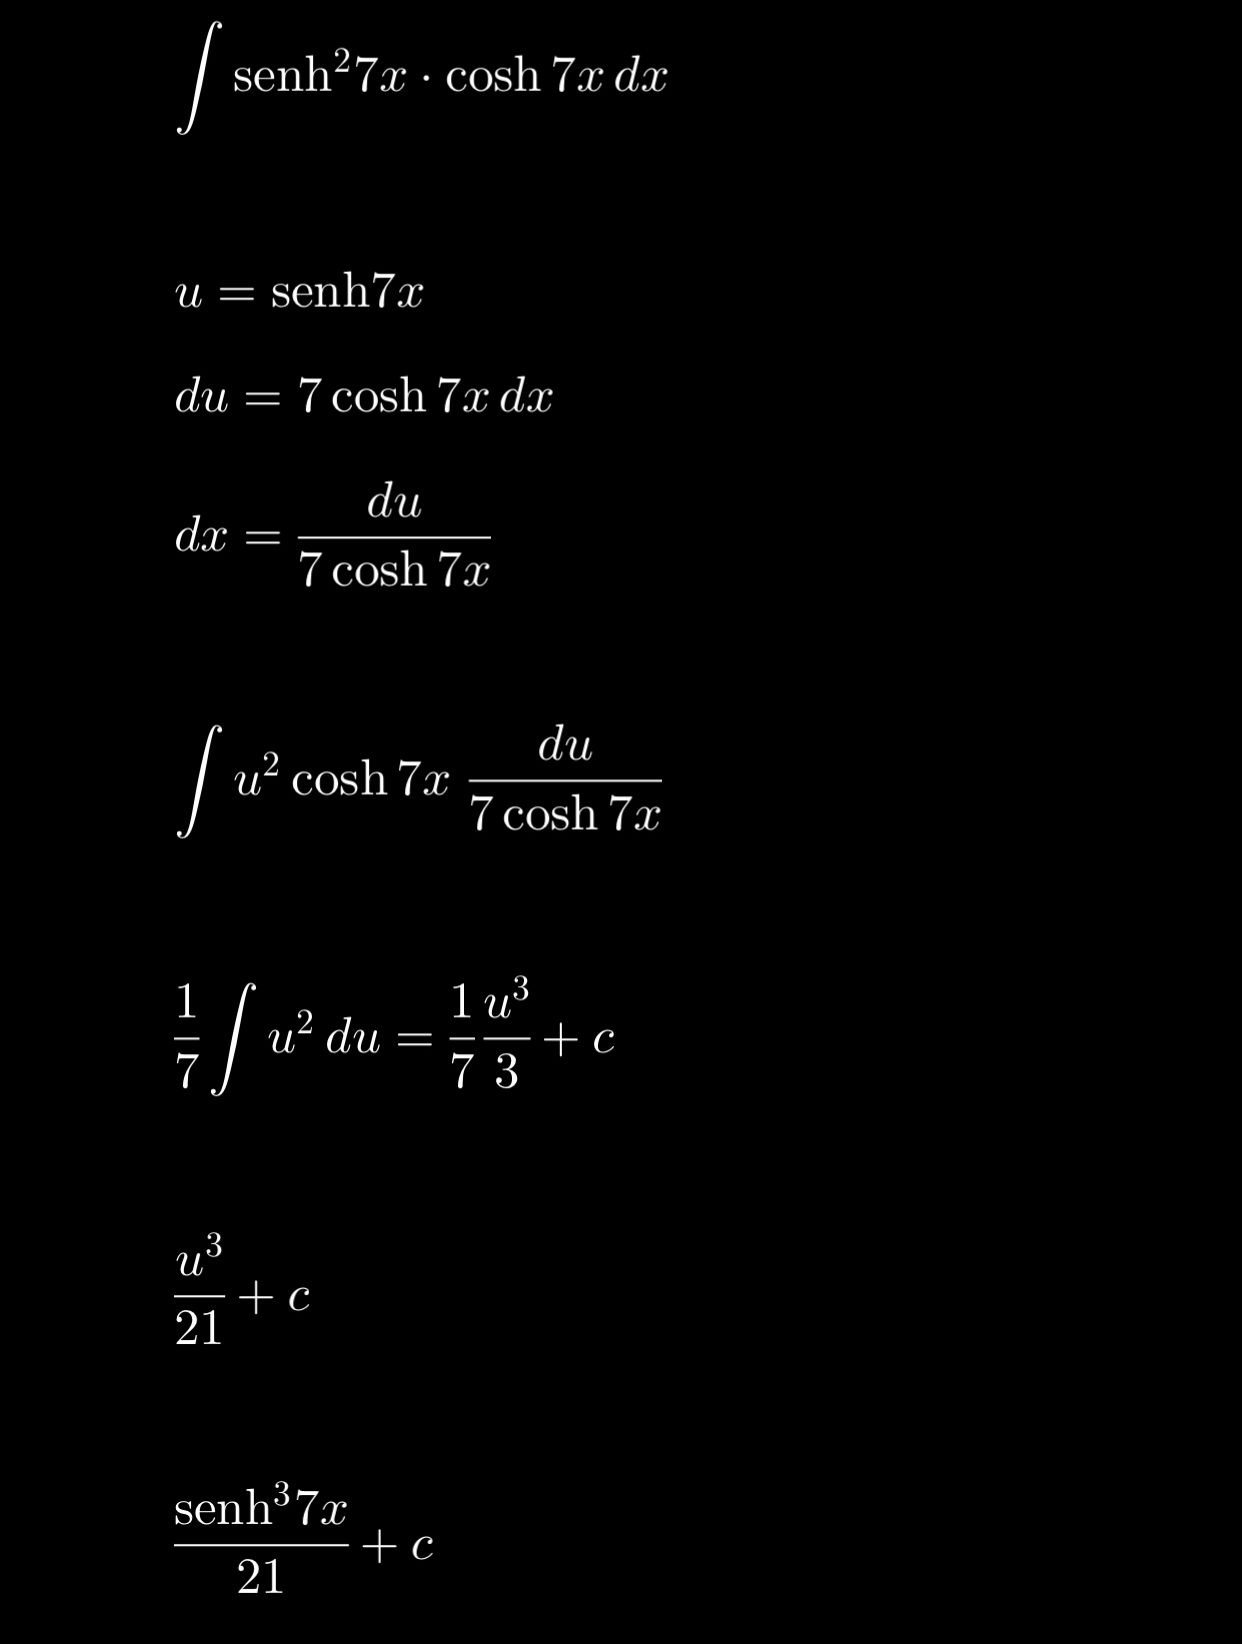 ∫ senh²7x · cosh 7x dx
u = senh7x
du = 7 cosh 7x dx
dx = du / (7 cosh 7x)
∫ u² cosh 7x du / (7 cosh 7x)
1/7 ∫ u² du = 1/7 u³/3 + c
u³/21 + c
senh³7x/21 + c